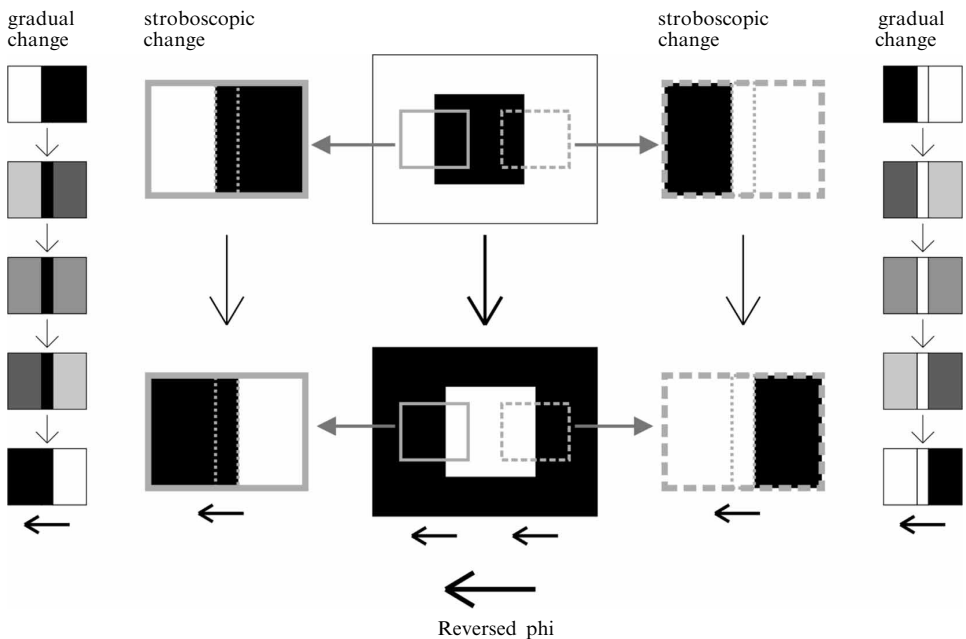 gradual
change
stroboscopic
change
stroboscopic
change
gradual
change
Reversed phi